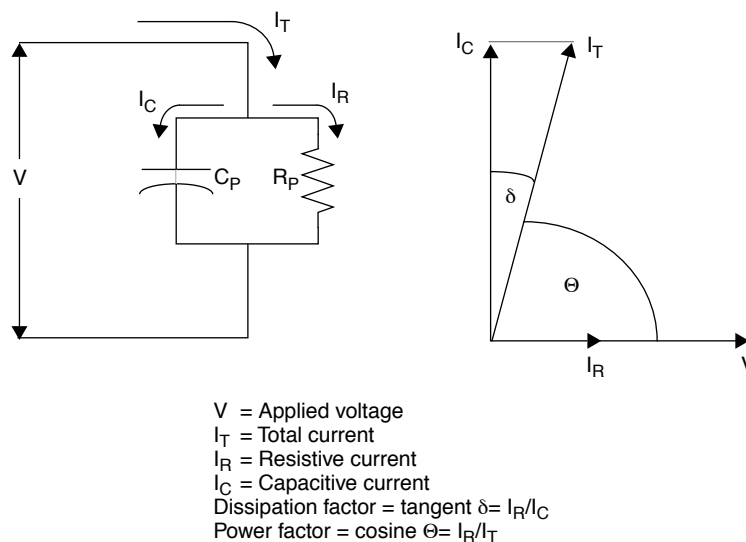 I_T
I_C
I_R
V
C_P
R_P
I_C
I_T
δ
Θ
I_R
V
V = Applied voltage
I_T = Total current
I_R = Resistive current
I_C = Capacitive current
Dissipation factor = tangent δ= I_R/I_C
Power factor = cosine Θ= I_R/I_T